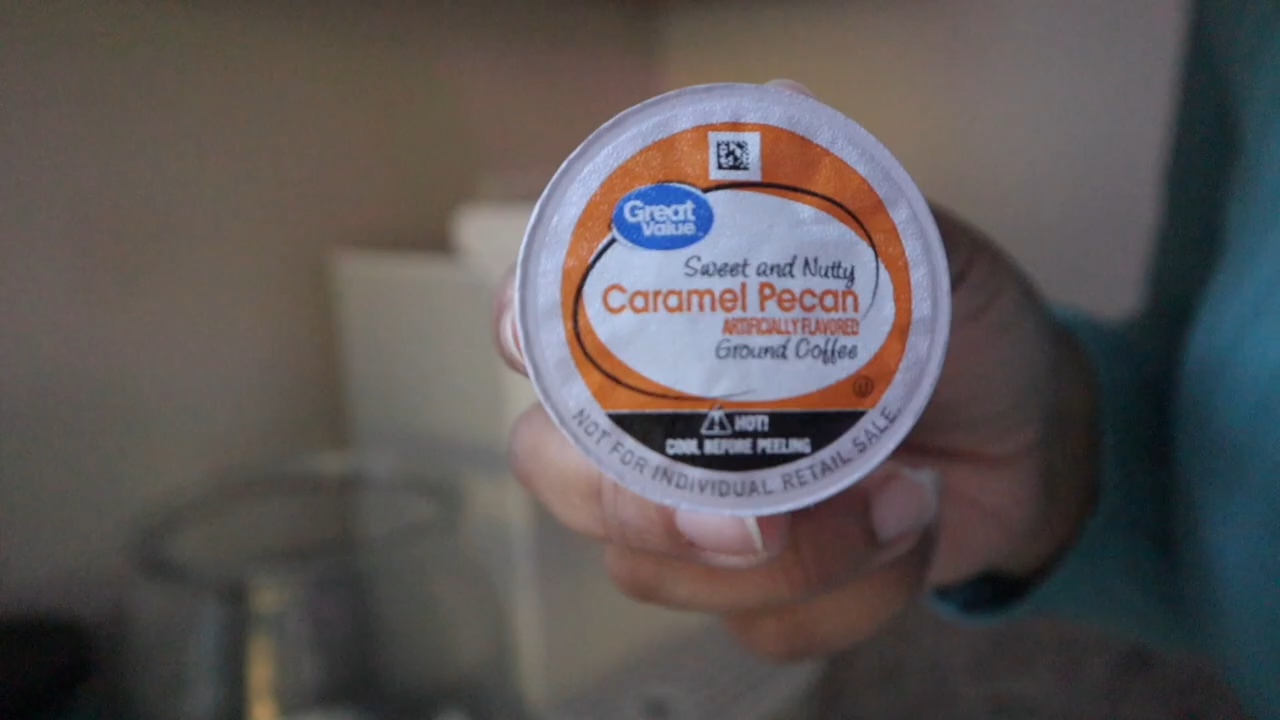 Great
Value
Sweet and Nutty
Caramel Pecan
ARTIFICIALLY FLAVORED
Ground Coffee
U
HOT!
COOL BEFORE PEELING
NOT FOR INDIVIDUAL RETAIL SALE.